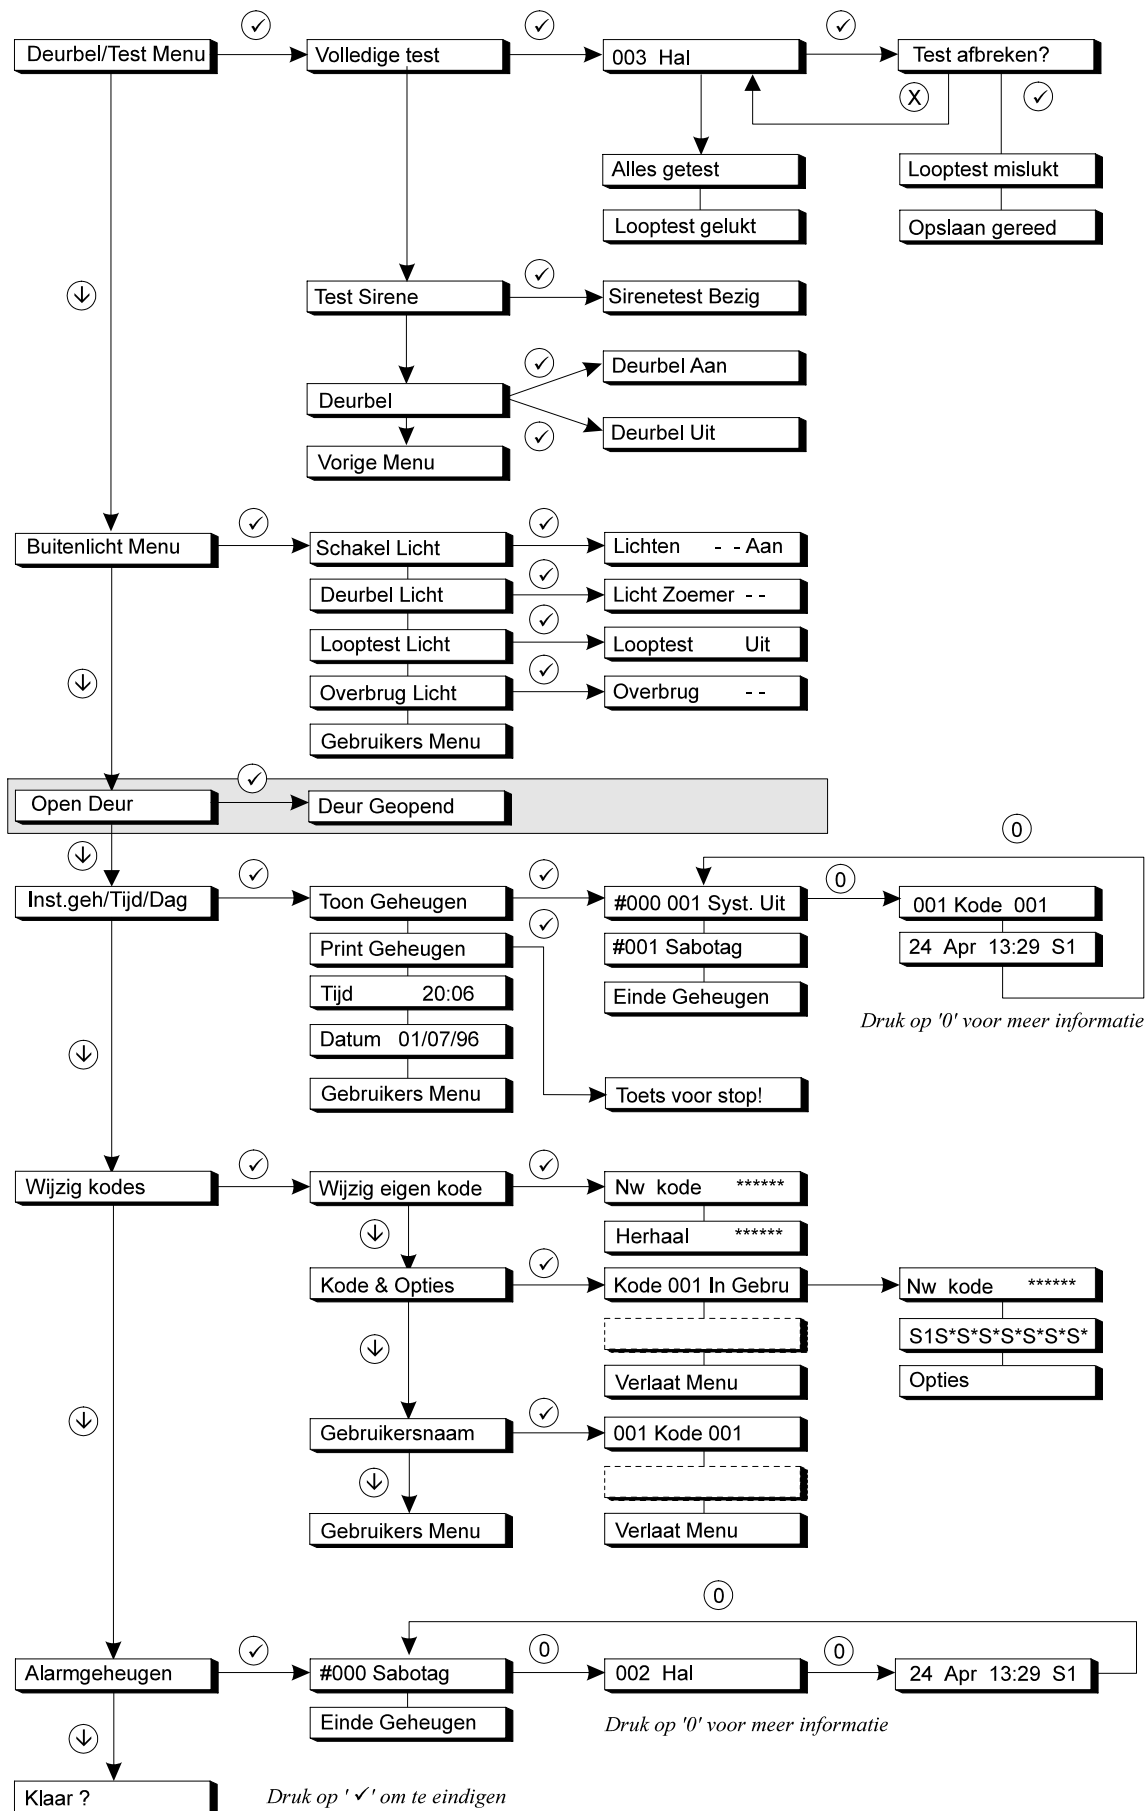 ✓ ✓ ✓
Deurbel/Test Menu Volledige test 003 Hal Test afbreken?
X ✓
Alles getest Looptest mislukt
Looptest gelukt Opslaan gereed
✓
Test Sirene Sirenetest Bezig
✓ Deurbel Aan
Deurbel
✓ Deurbel Uit
Vorige Menu
✓ ✓
Buitenlicht Menu Schakel Licht Lichten - - Aan
✓
Deurbel Licht Licht Zoemer - -
✓
Looptest Licht Looptest Uit
✓
Overbrug Licht Overbrug - -
Gebruikers Menu
✓
Open Deur Deur Geopend
0
✓ ✓ 0
Inst.geh/Tijd/Dag Toon Geheugen #000 001 Syst. Uit 001 Kode 001
✓
Print Geheugen #001 Sabotag 24 Apr 13:29 S1
Tijd 20:06 Einde Geheugen
Druk op '0' voor meer informatie
Datum 01/07/96
Gebruikers Menu Toets voor stop!
✓ ✓
Wijzig kodes Wijzig eigen kode Nw kode ******
Herhaal ******
✓
Kode & Opties Kode 001 In Gebru Nw kode ******
S1S*S*S*S*S*S*S*
Verlaat Menu Opties
✓
Gebruikersnaam 001 Kode 001
Gebruikers Menu Verlaat Menu
0
✓ 0 0
Alarmgeheugen #000 Sabotag 002 Hal 24 Apr 13:29 S1
Einde Geheugen Druk op '0' voor meer informatie
Klaar ? Druk op ' ✓' om te eindigen